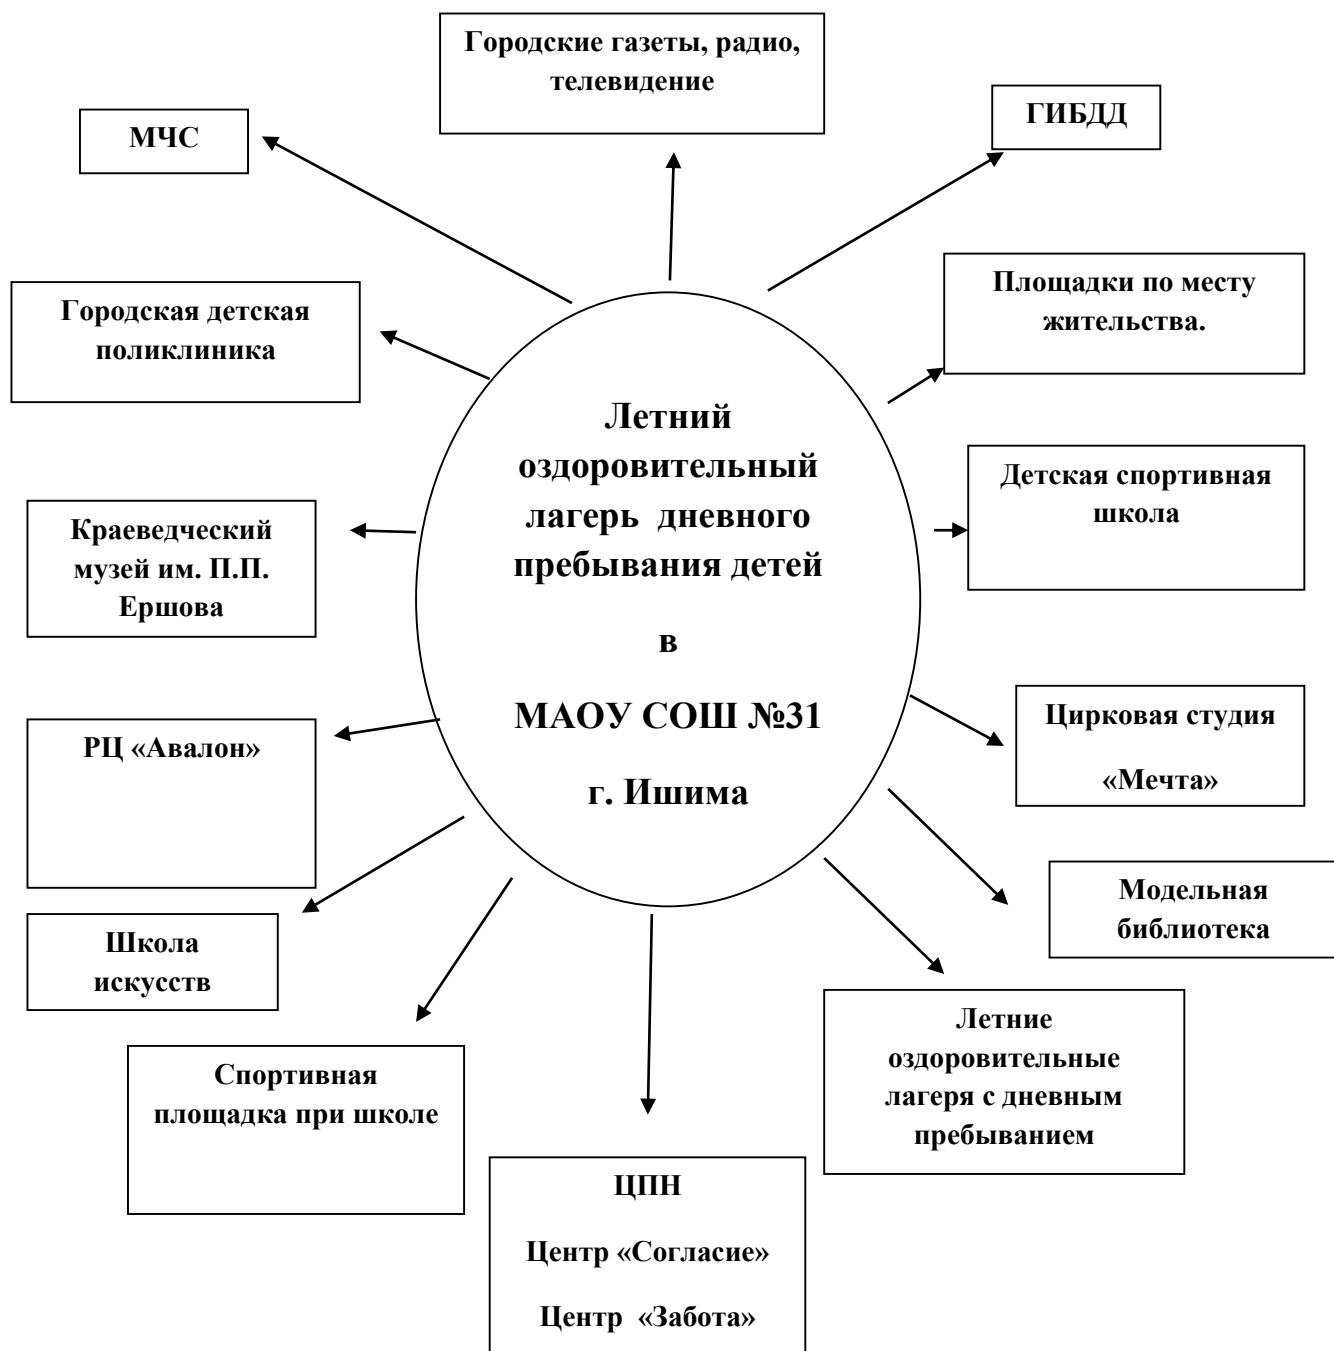 Городские газеты, радио,
телевидение
МЧС
ГИБДД
Городская детская
поликлиника
Площадки по месту
жительства.
Летний
оздоровительный
лагерь дневного
пребывания детей
в
МАОУ СОШ №31
г. Ишима
Краеведческий
музей им. П.П.
Ершова
Детская спортивная
школа
РЦ «Авалон»
Цирковая студия
«Мечта»
Школа
искусств
Модельная
библиотека
Спортивная
площадка при школе
Летние
оздоровительные
лагеря с дневным
пребыванием
ЦПН
Центр «Согласие»
Центр «Забота»